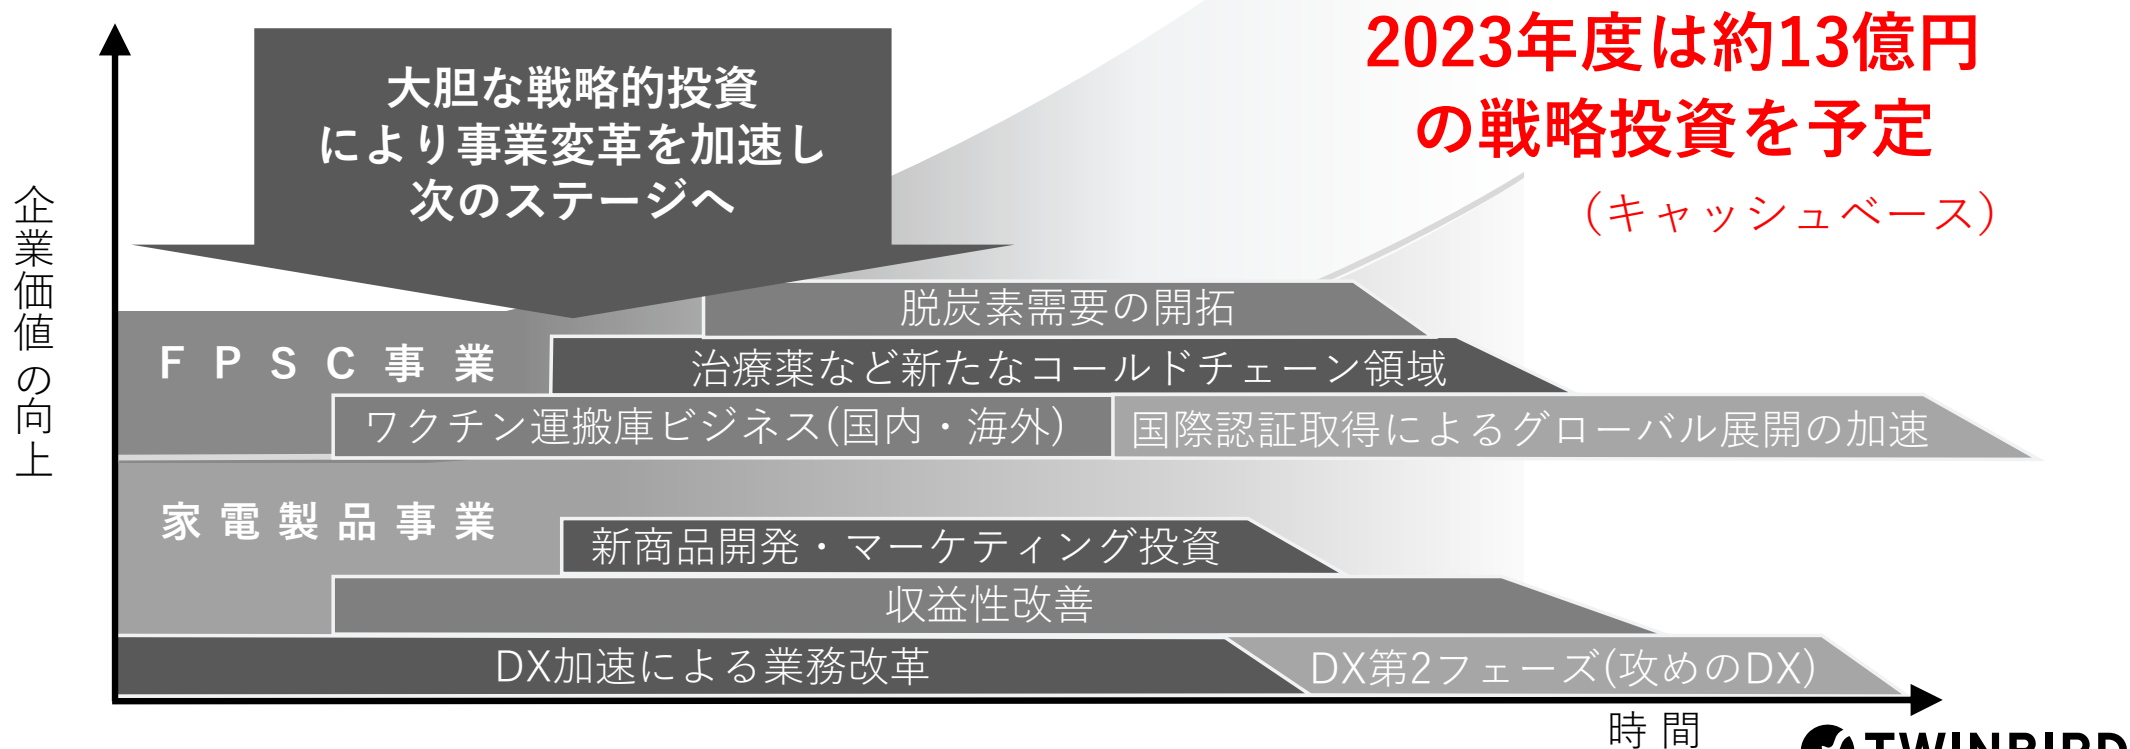 2023年度は約13億円
の戦略投資を予定
（キャッシュベース）
大胆な戦略的投資
により事業変革を加速し
次のステージへ
企業価値の向上
脱炭素需要の開拓
FPSC事業
治療薬など新たなコールドチェーン領域
ワクチン運搬庫ビジネス(国内・海外)
国際認証取得によるグローバル展開の加速
家電製品事業
新商品開発・マーケティング投資
収益性改善
DX加速による業務改革
DX第2フェーズ(攻めのDX)
時間
TWINBIRD